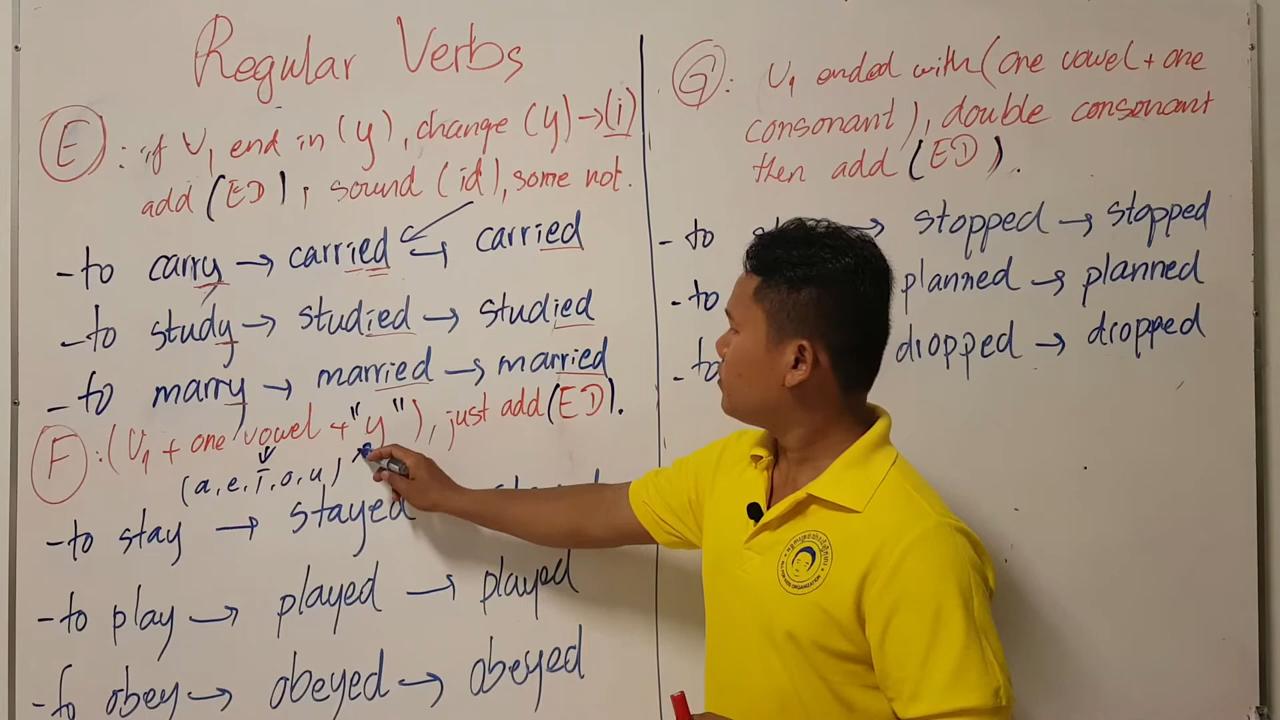 Regular Verbs
E : if V1 end in (y), change (y) → (i)
add (ED), sound (id), some not.
- to carry → carried → carried
- to study → studied → studied
- to marry → married → married
F : (V1 + one vowel + "y"), just add (ED).
(a, e, i, o, u)
- to stay → stayed
- to play → played → played
- to obey → obeyed → obeyed
G : V1 ended with (one vowel + one
consonant), double consonant
then add (ED).
- to → stopped → stopped
- to planned → planned
- to dropped → dropped